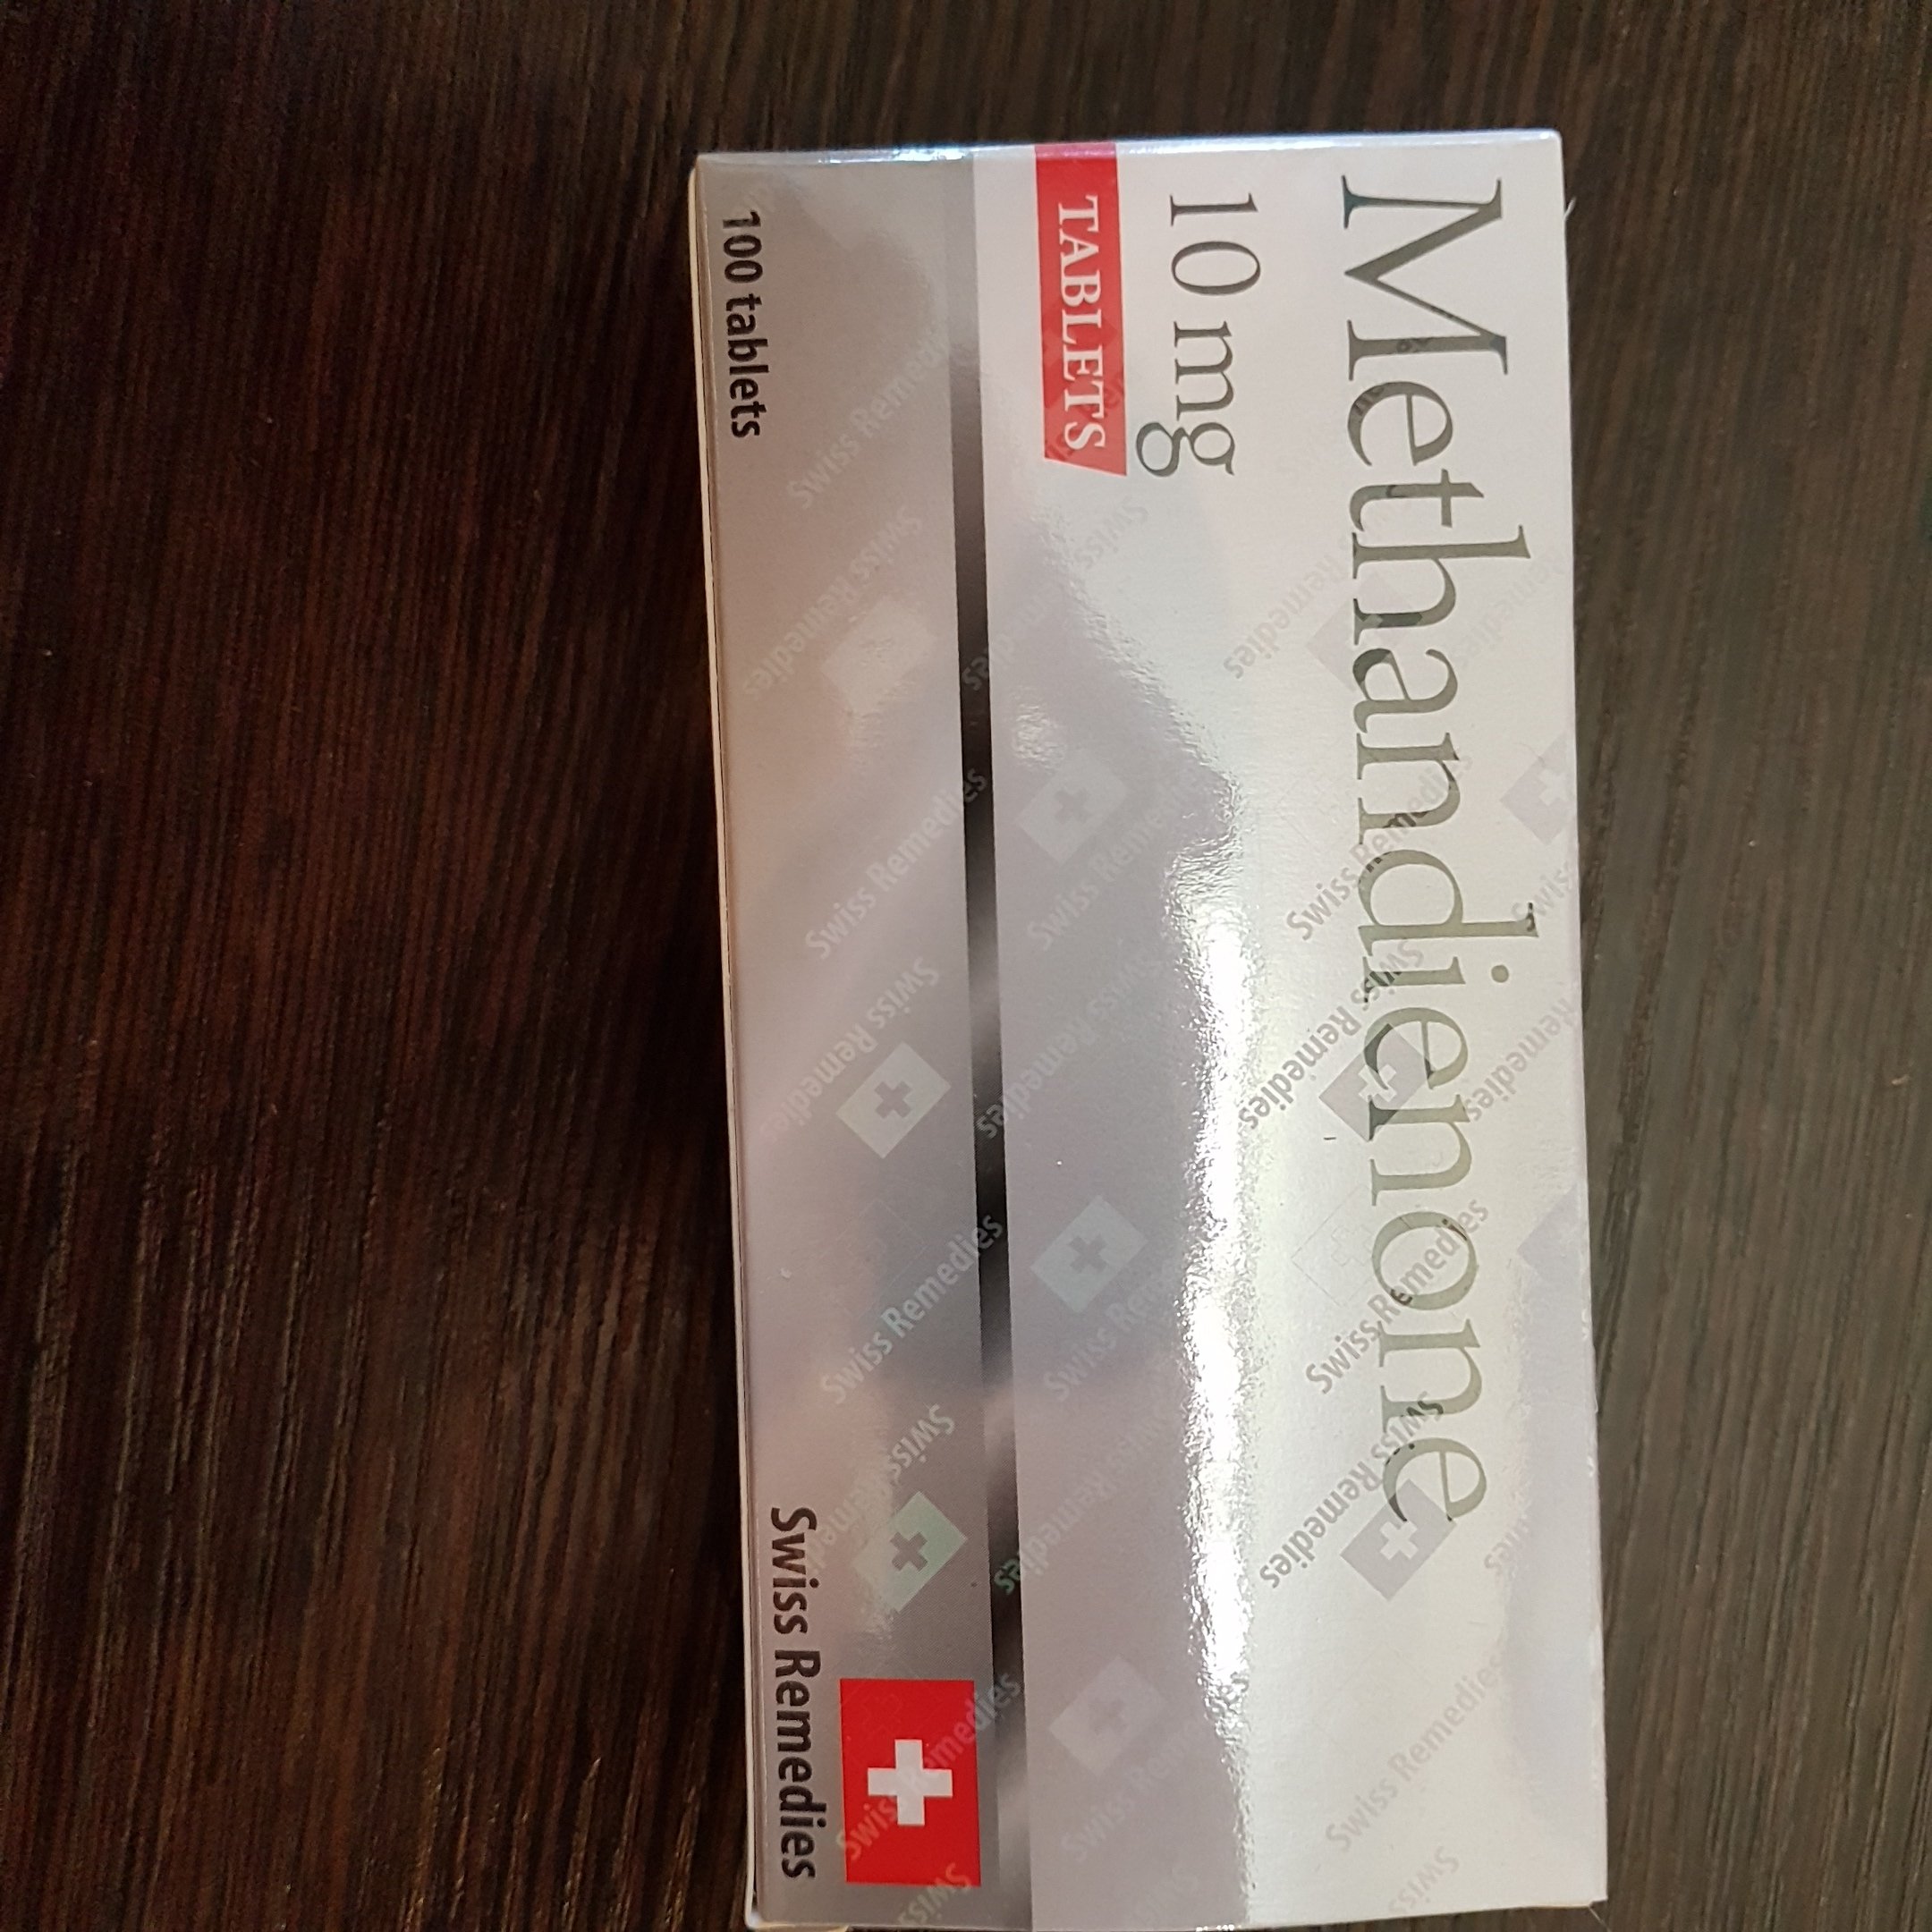 Methandienone
10 mg
TABLETS
100 tablets
Swiss Remedies